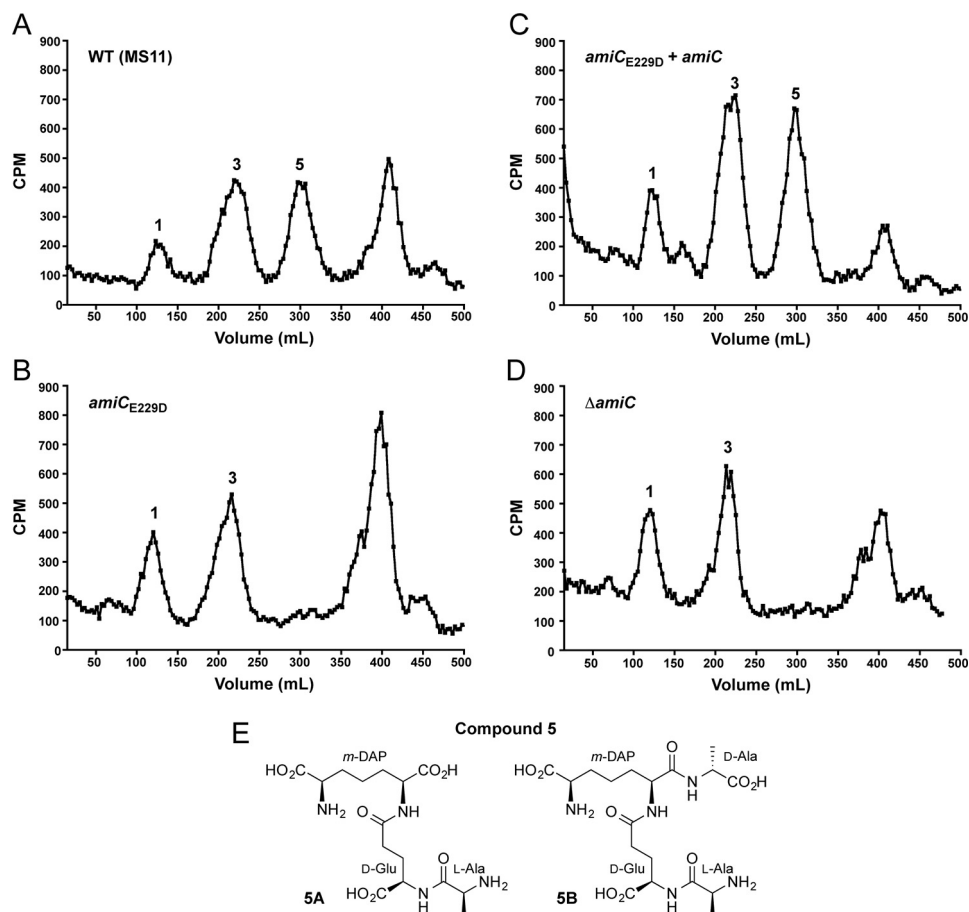 A
WT (MS11)
CPM
900
800
700
600
500
400
300
200
100
0
1
3
5
50 100 150 200 250 300 350 400 450 500
Volume (mL)
C
amiCE229D + amiC
CPM
900
800
700
600
500
400
300
200
100
0
1
3
5
50 100 150 200 250 300 350 400 450 500
Volume (mL)
B
amiCE229D
CPM
900
800
700
600
500
400
300
200
100
0
1
3
50 100 150 200 250 300 350 400 450 500
Volume (mL)
D
ΔamiC
CPM
900
800
700
600
500
400
300
200
100
0
1
3
50 100 150 200 250 300 350 400 450 500
Volume (mL)
E
Compound 5
m-DAP
HO2C
CO2H
NH2
NH
O
D-Glu
O
L-Ala
HO2C
N
H
NH2
5A
m-DAP
O
D-Ala
HO2C
N
H
CO2H
NH2
NH
O
D-Glu
O
L-Ala
HO2C
N
H
NH2
5B